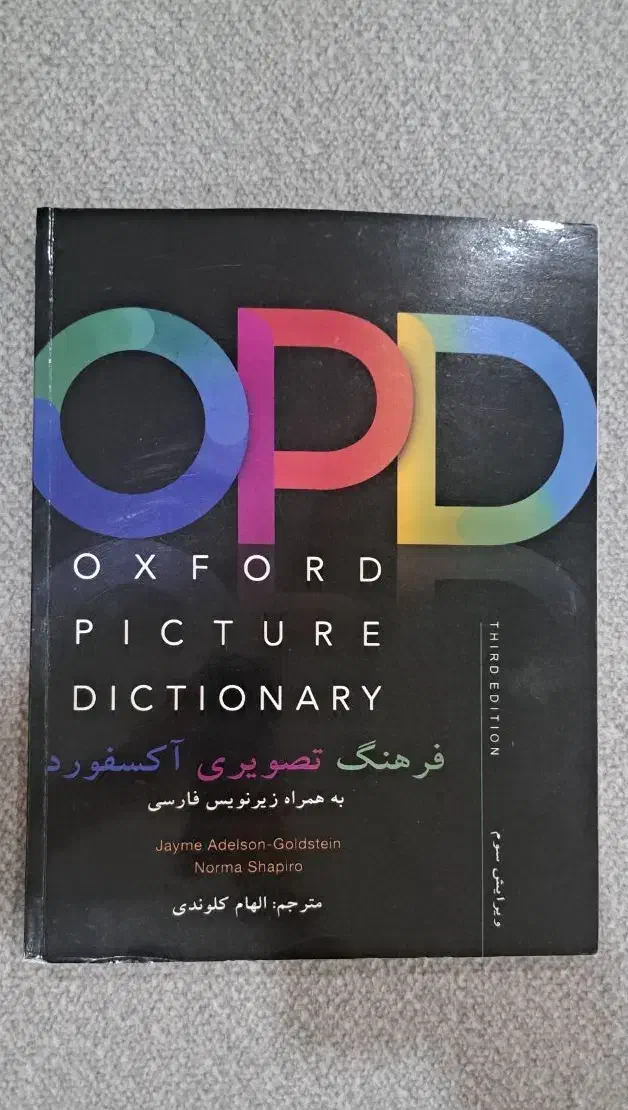 OPD
OXFORD
PICTURE
DICTIONARY
فرهنگ تصویری آکسفورد
به همراه زیرنویس فارسی
Jayme Adelson-Goldstein
Norma Shapiro
مترجم: الهام کلوندی
THIRD EDITION
ویرایش سوم